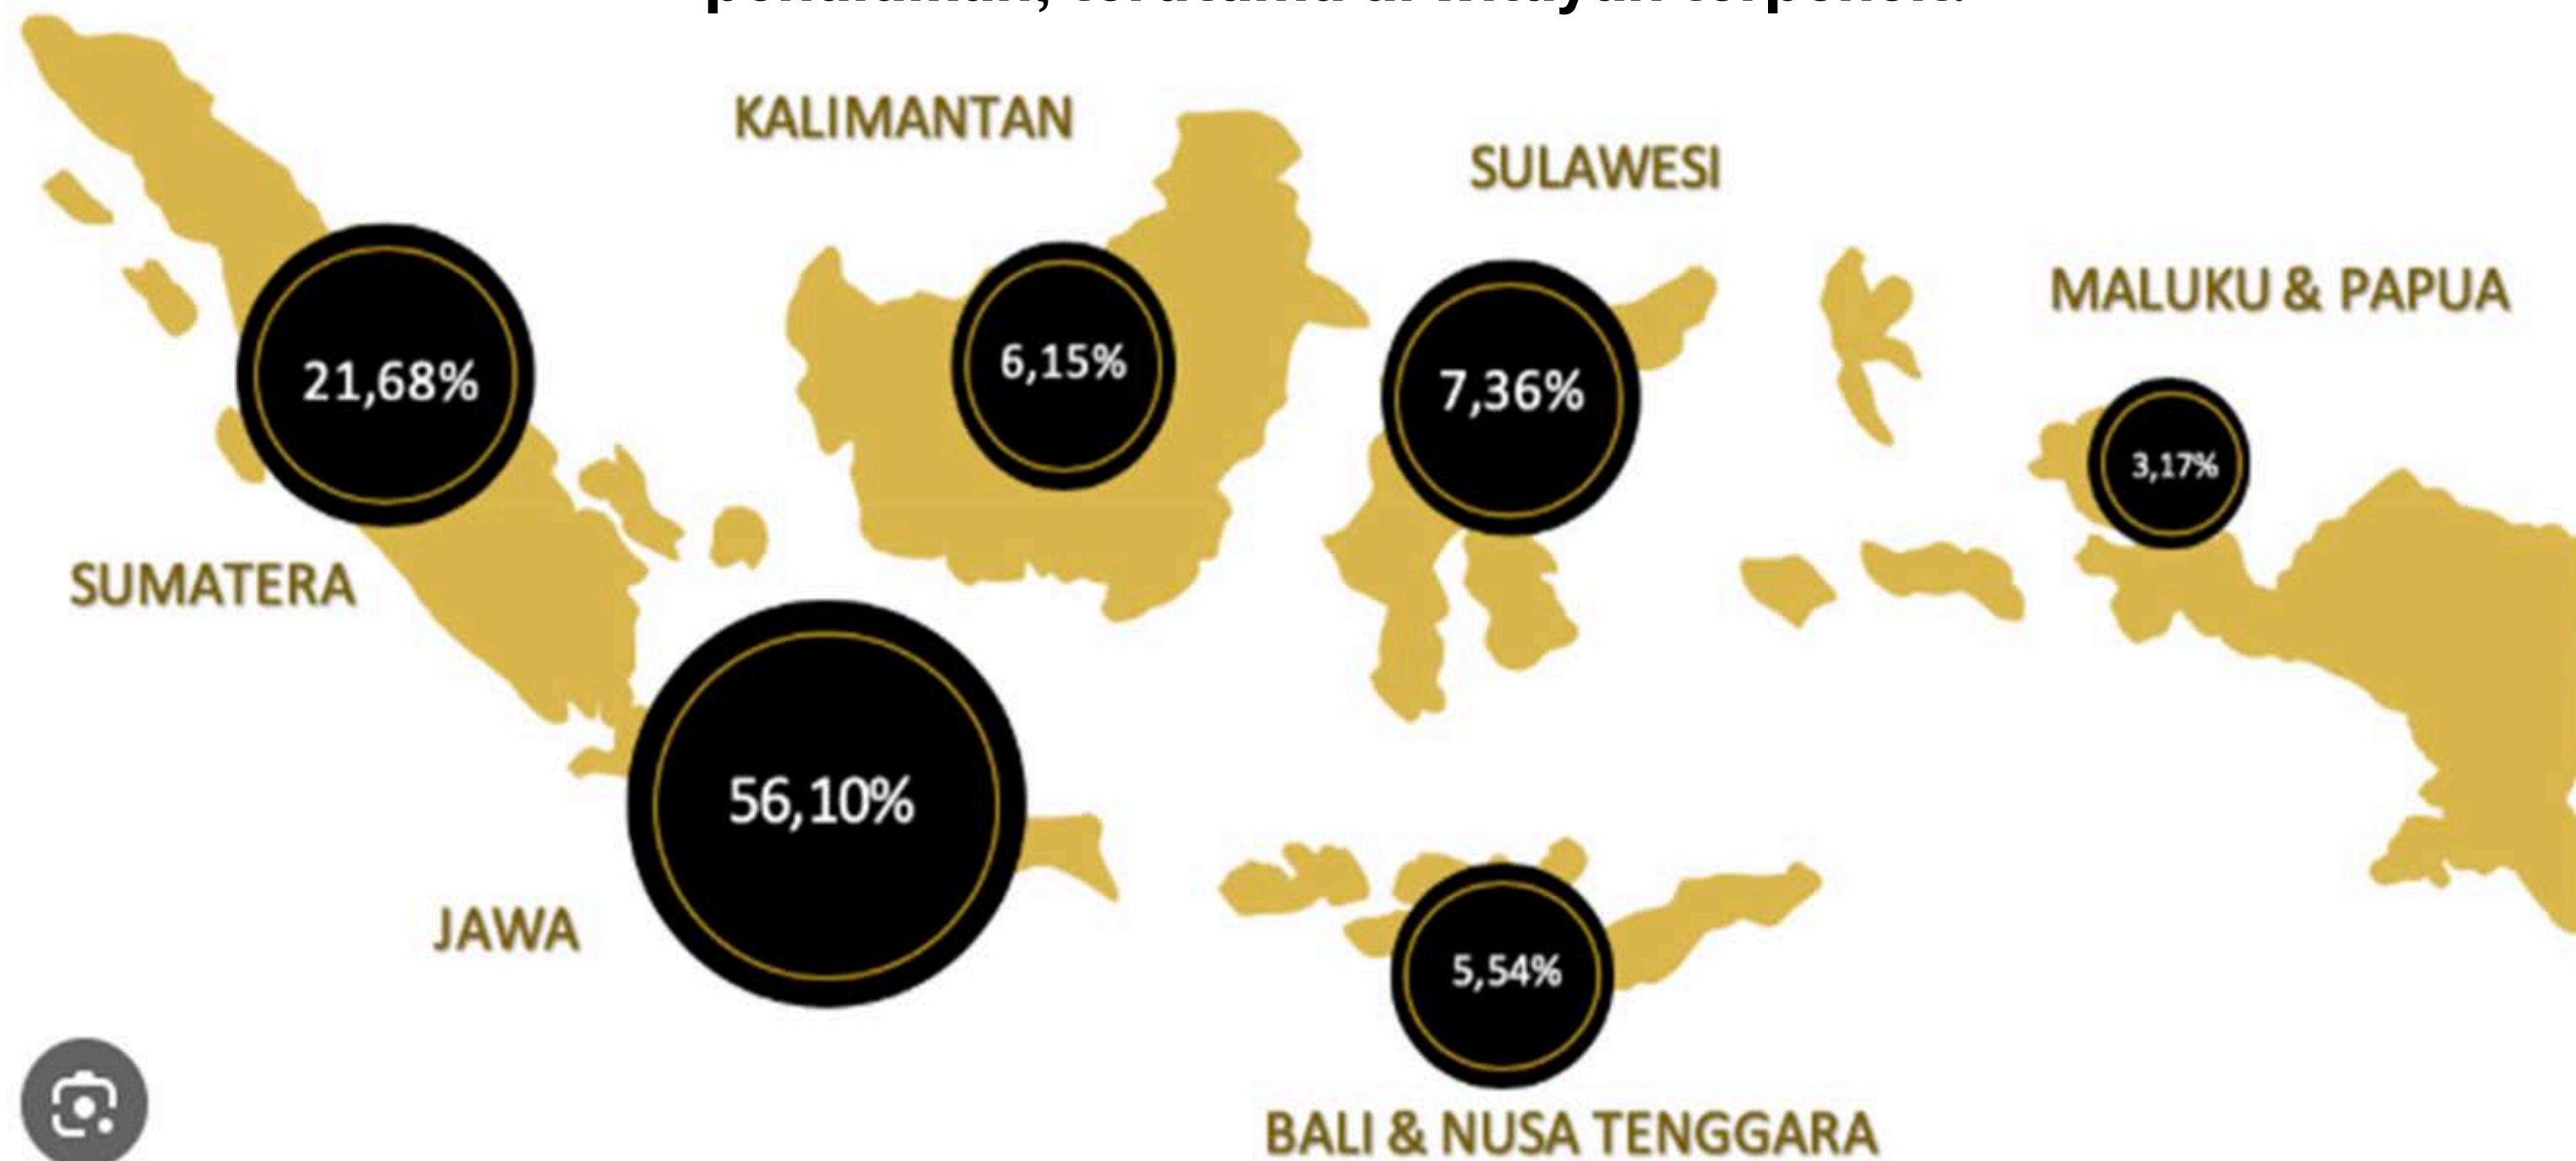 KALIMANTAN
SULAWESI
MALUKU & PAPUA
21,68%
6,15%
7,36%
3,17%
SUMATERA
56,10%
JAWA
5,54%
BALI & NUSA TENGGARA